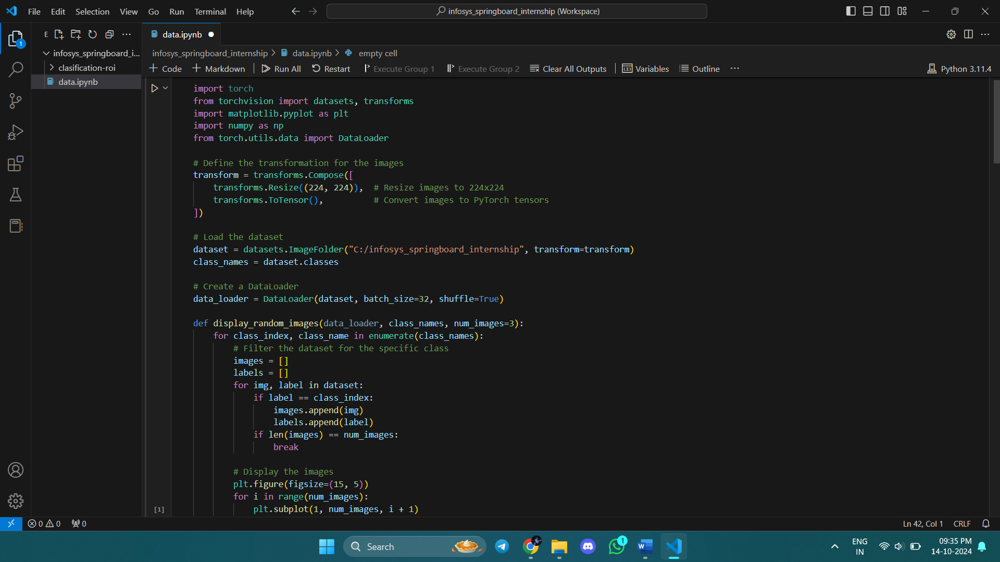 File Edit Selection View Go Run Terminal Help
infosys_springboard_internship (Workspace)
E
data.ipynb
infosys_springboard_i...
clasification-roi
data.ipynb
1
infosys_springboard_internship > data.ipynb > empty cell
+ Code + Markdown Run All Restart Execute Group 1 Execute Group 2 Clear All Outputs Variables Outline ...
Python 3.11.4
import torch
from torchvision import datasets, transforms
import matplotlib.pyplot as plt
import numpy as np
from torch.utils.data import DataLoader
# Define the transformation for the images
transform = transforms.Compose([
transforms.Resize((224, 224)), # Resize images to 224x224
transforms.ToTensor(), # Convert images to PyTorch tensors
])
# Load the dataset
dataset = datasets.ImageFolder("C:/infosys_springboard_internship", transform=transform)
class_names = dataset.classes
# Create a DataLoader
data_loader = DataLoader(dataset, batch_size=32, shuffle=True)
def display_random_images(data_loader, class_names, num_images=3):
for class_index, class_name in enumerate(class_names):
# Filter the dataset for the specific class
images = []
labels = []
for img, label in dataset:
if label == class_index:
images.append(img)
labels.append(label)
if len(images) == num_images:
break
# Display the images
plt.figure(figsize=(15, 5))
for i in range(num_images):
plt.subplot(1, num_images, i + 1)
[1]
0 0 0
Ln 42, Col 1 CRLF
Search
W
1
ENG
IN
09:35 PM
14-10-2024